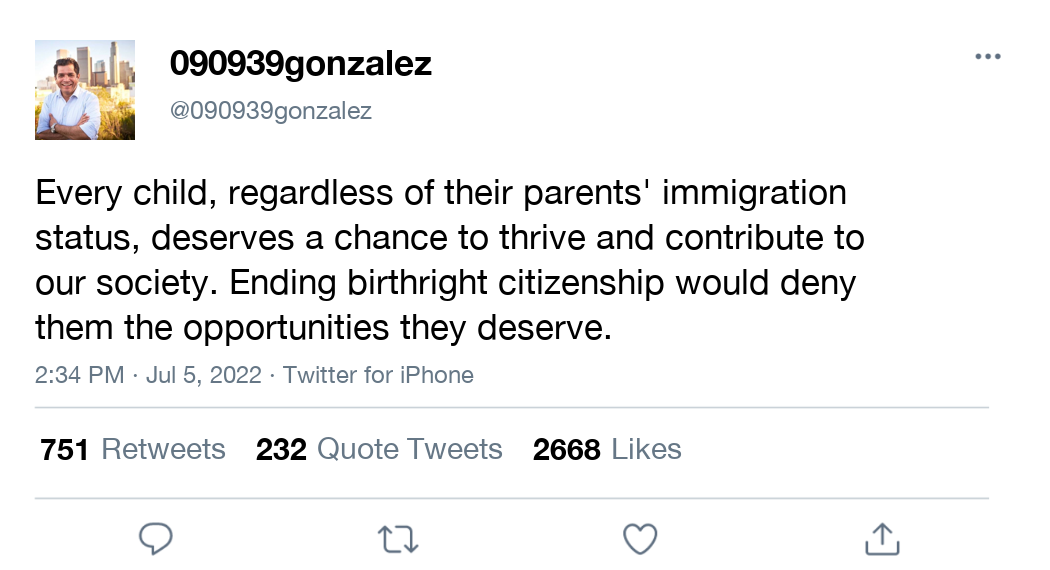 090939gonzalez
@090939gonzalez
Every child, regardless of their parents' immigration
status, deserves a chance to thrive and contribute to
our society. Ending birthright citizenship would deny
them the opportunities they deserve.
2:34 PM · Jul 5, 2022 · Twitter for iPhone
751 Retweets 232 Quote Tweets 2668 Likes